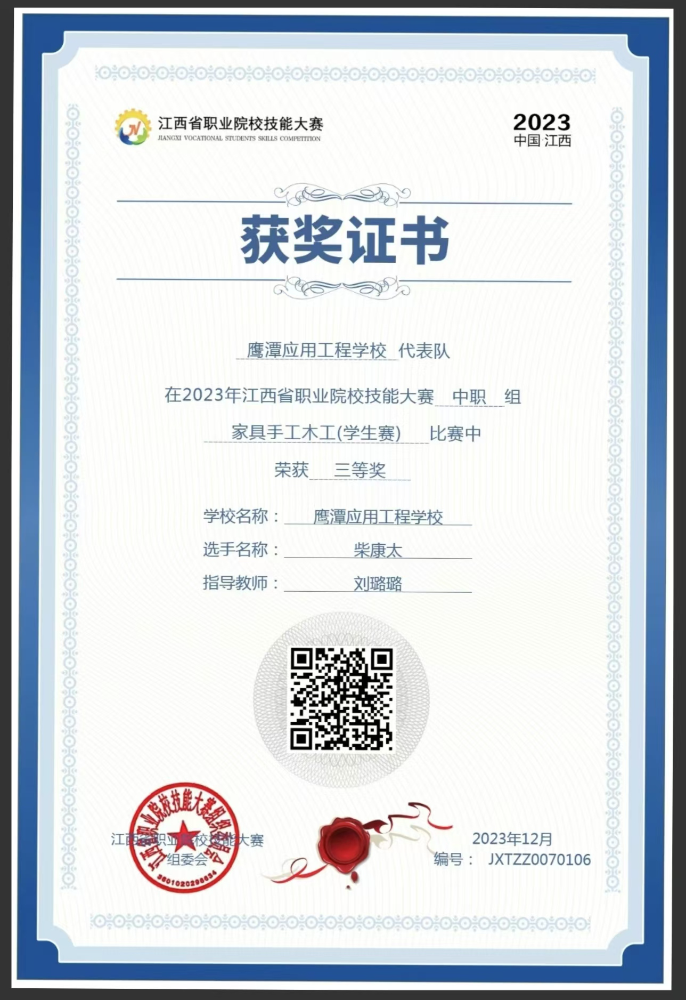 江西省职业院校技能大赛
JIANGXI VOCATIONAL STUDENTS SKILLS COMPETITION
2023
中国·江西
获奖证书
鹰潭应用工程学校 代表队
在2023年江西省职业院校技能大赛 中职 组
家具手工木工(学生赛) 比赛中
荣获 三等奖
学校名称： 鹰潭应用工程学校
选手名称： 柴康太
指导教师： 刘璐璐
江西省职业院校技能大赛
组委会
2023年12月
编号： JXTZZ0070106
江西省职业院校技能大赛组织委员会